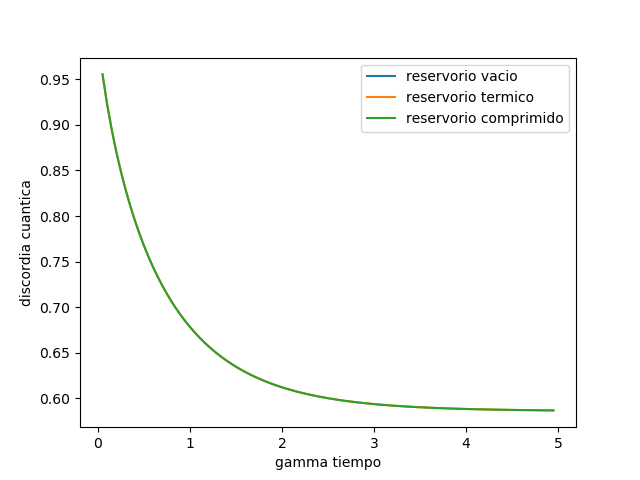 reservorio vacio
reservorio termico
reservorio comprimido
0.95
0.90
0.85
0.80
0.75
0.70
0.65
0.60
discordia cuantica
0 1 2 3 4 5
gamma tiempo